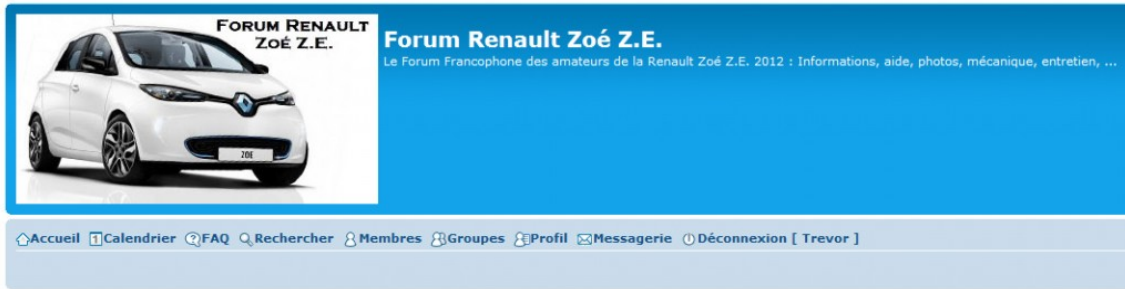 FORUM RENAULT
ZOÉ Z.E.
ZOE
Forum Renault Zoé Z.E.
Le Forum Francophone des amateurs de la Renault Zoé Z.E. 2012 : Informations, aide, photos, mécanique, entretien, ...
Accueil 1 Calendrier ? FAQ Rechercher Membres Groupes Profil Messagerie Déconnexion [ Trevor ]